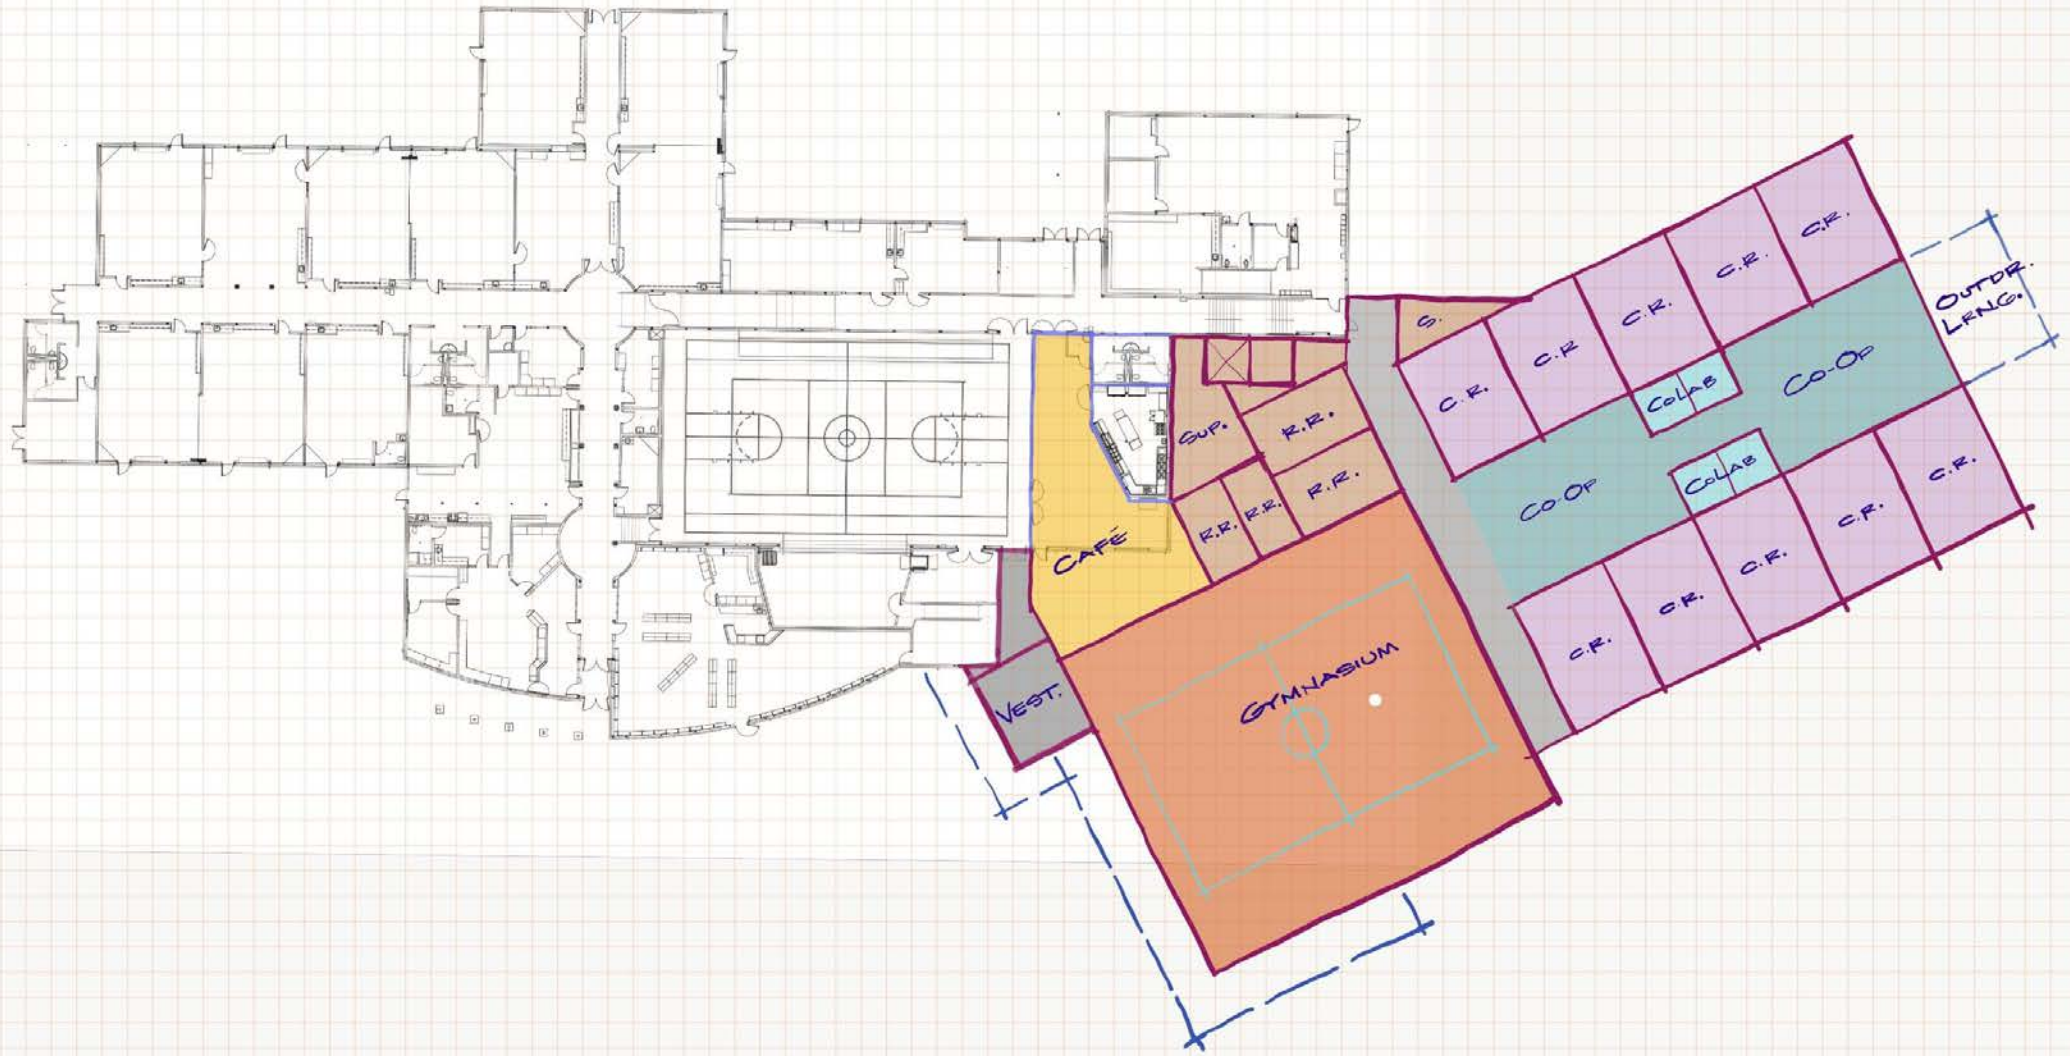 S.
C.R.
C.R
C.R.
C.R.
C.R.
OUTDR.
LRNG.
COLAB
CO-OP
SUP.
R.R.
R.R.
R.R.
R.R.
CO-OP
COLAB
C.R.
C.R.
C.R.
C.R.
C.R.
CAFÉ
VEST.
GYMNASIUM